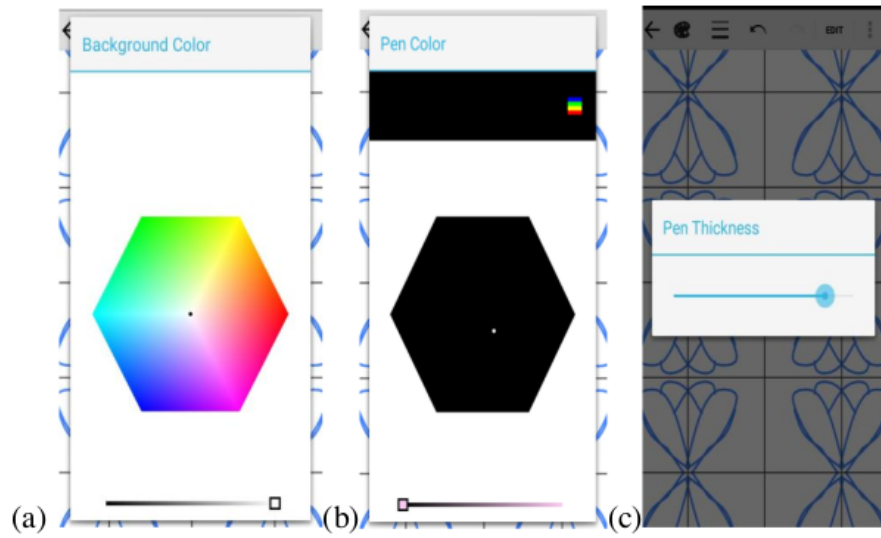 Background Color
Pen Color
EDIT
Pen Thickness
(a)
(b)
(c)